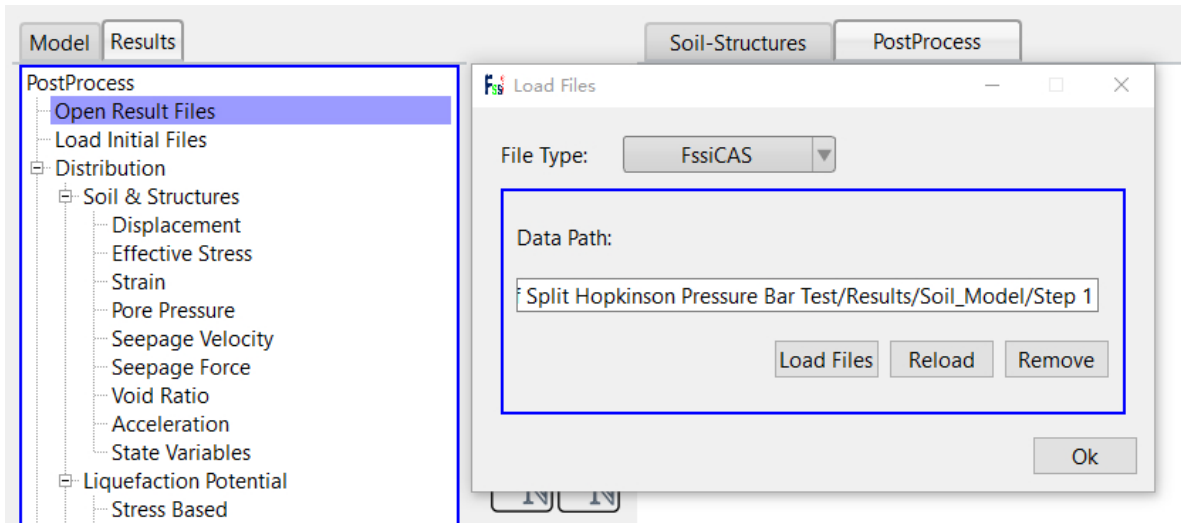 Model Results
Soil-Structures PostProcess
PostProcess
Open Result Files
Load Initial Files
Distribution
Soil & Structures
Displacement
Effective Stress
Strain
Pore Pressure
Seepage Velocity
Seepage Force
Void Ratio
Acceleration
State Variables
Liquefaction Potential
Stress Based
Fssi Load Files
File Type: FssiCAS
Data Path:
Split Hopkinson Pressure Bar Test/Results/Soil_Model/Step 1
Load Files Reload Remove
Ok
N N